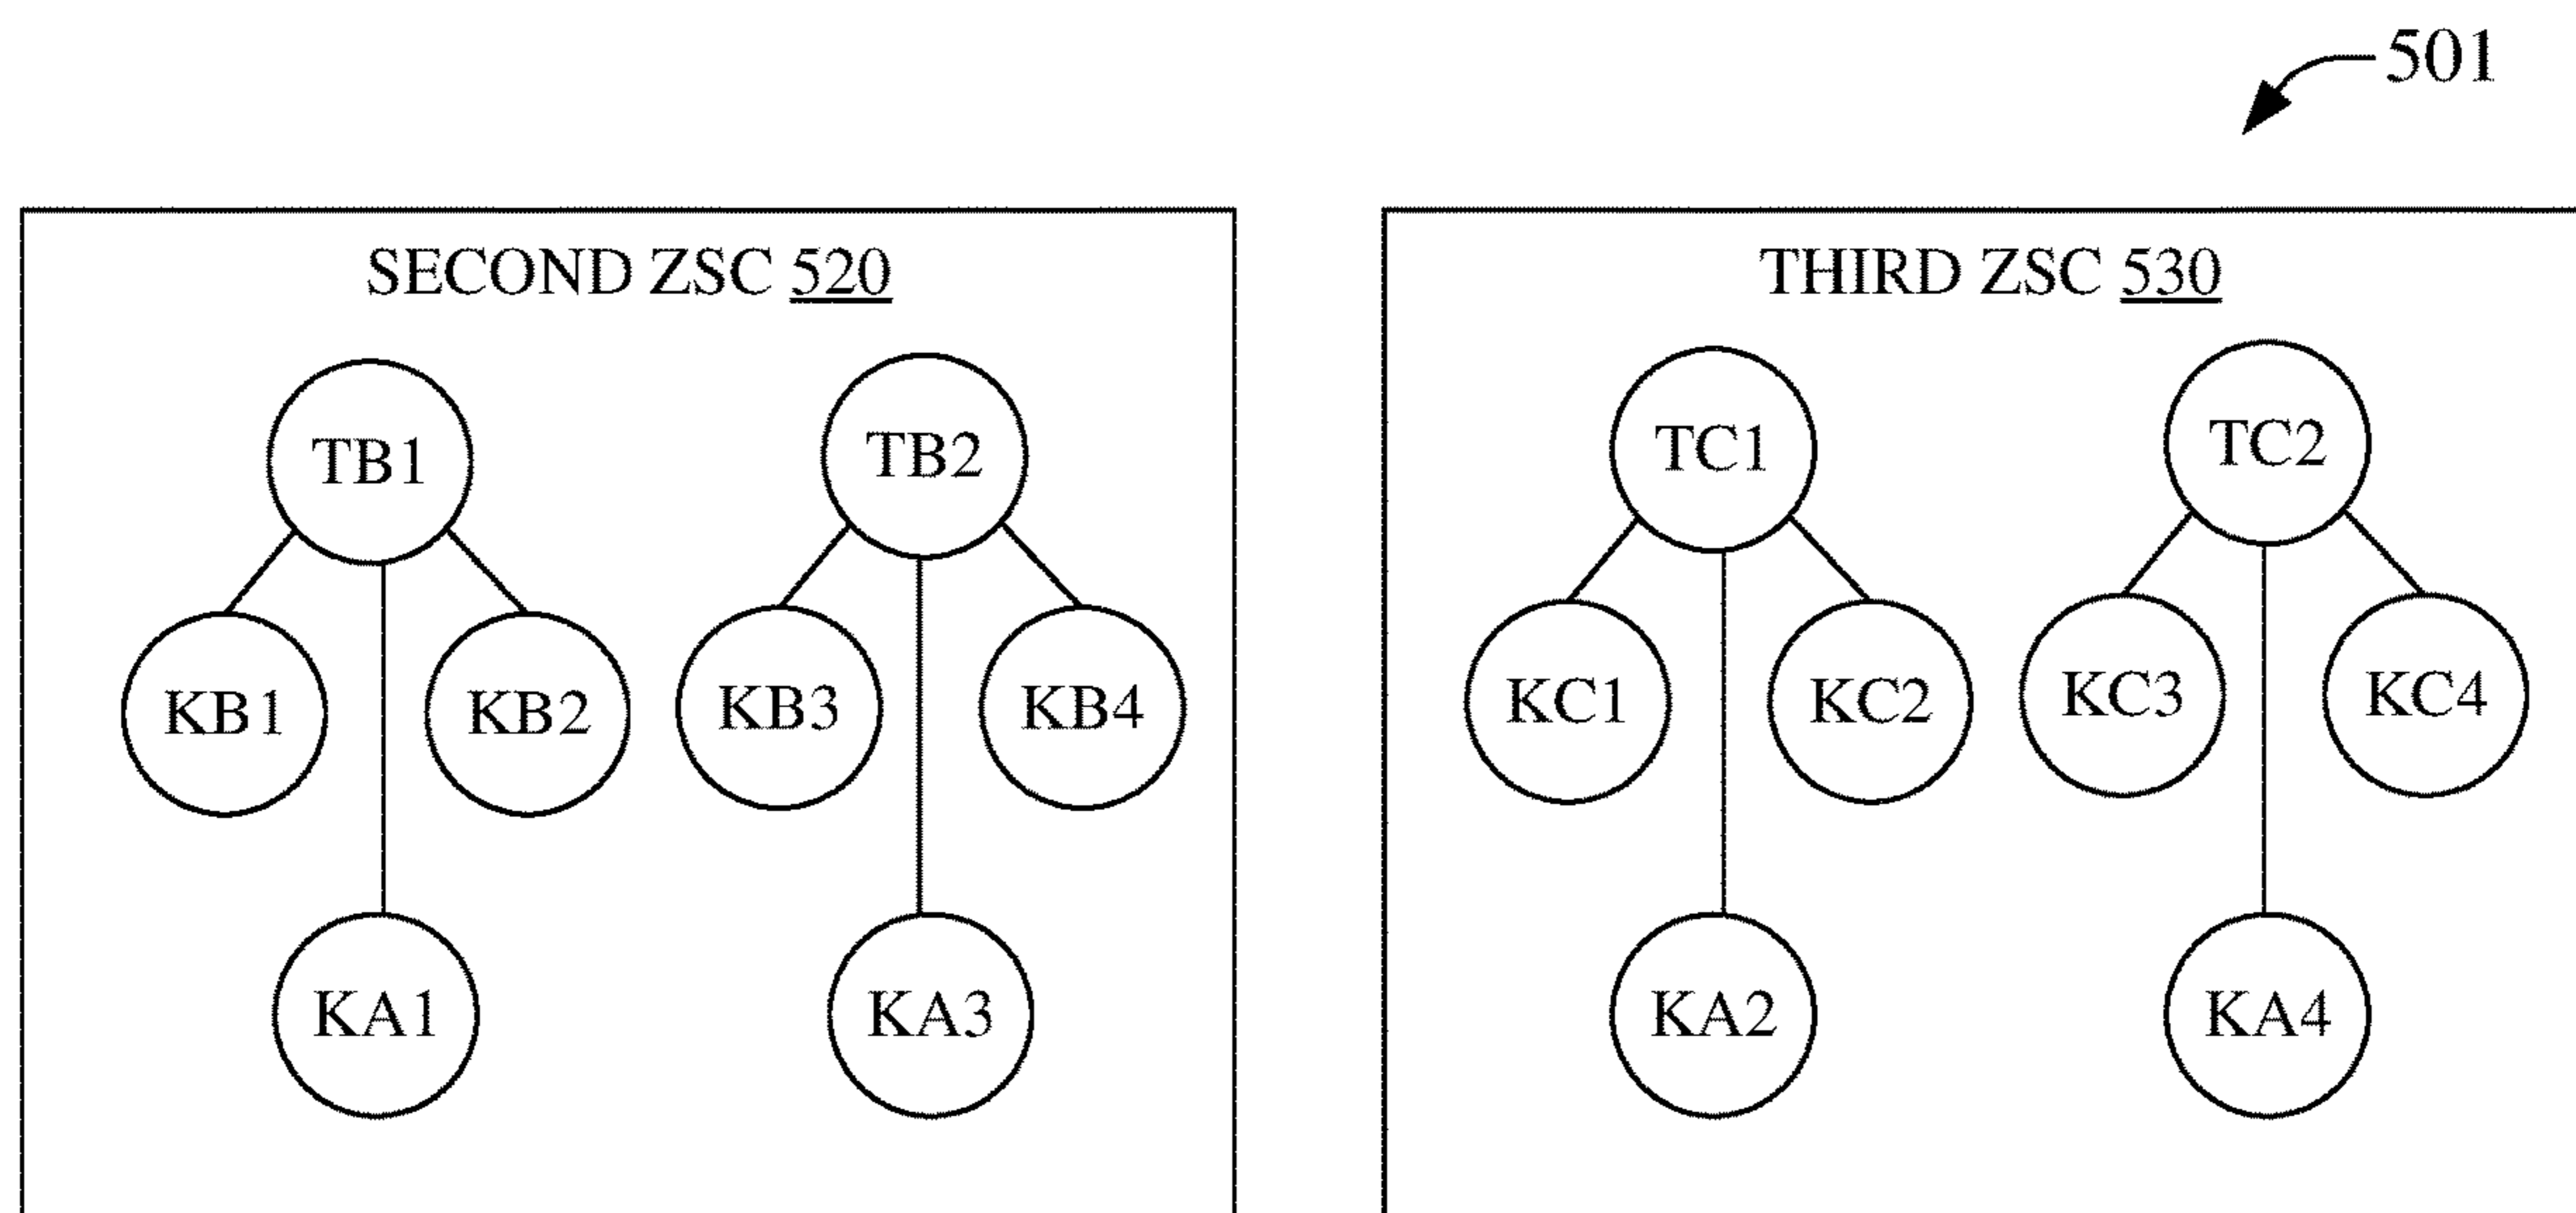 501
SECOND ZSC 520
THIRD ZSC 530
TB1
TB2
TC1
TC2
KB1
KB2
KB3
KB4
KC1
KC2
KC3
KC4
KA1
KA3
KA2
KA4